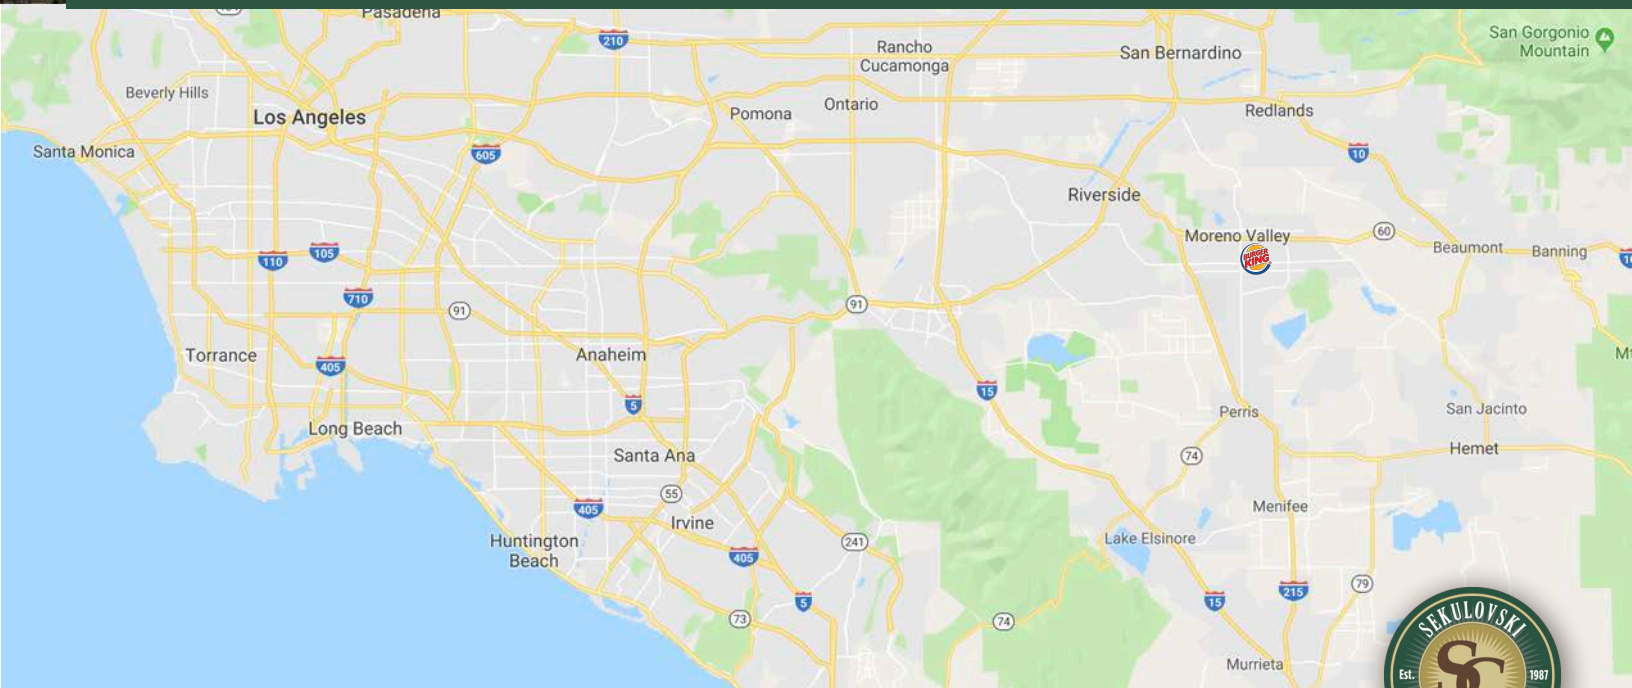 Pasadena
210
Rancho
Cucamonga
San Bernardino
San Gorgonio
Mountain
Beverly Hills
Los Angeles
Pomona
Ontario
Redlands
Santa Monica
605
10
Riverside
Moreno Valley
60
BURGER
KING
Beaumont
Banning
110
105
710
91
91
Torrance
405
Anaheim
5
15
Perris
San Jacinto
Long Beach
Santa Ana
74
Hemet
55
405
Irvine
Menifee
Huntington
Beach
405
241
Lake Elsinore
5
15
215
79
73
74
Murrieta
SEKULOVSKI
SC
Est.
1987